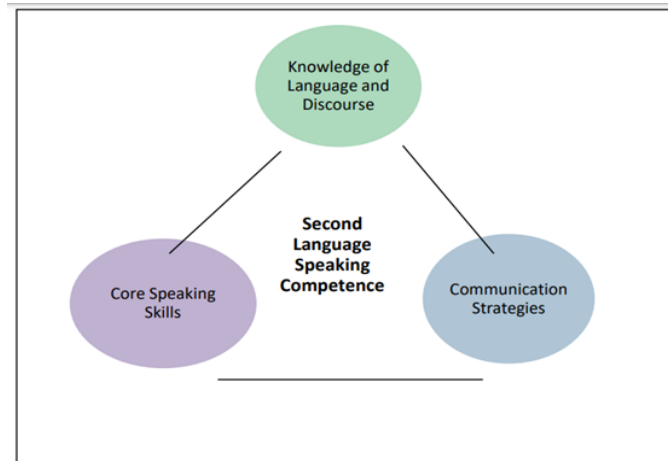 Knowledge of
Language and
Discourse
Second
Language
Speaking
Competence
Core Speaking
Skills
Communication
Strategies